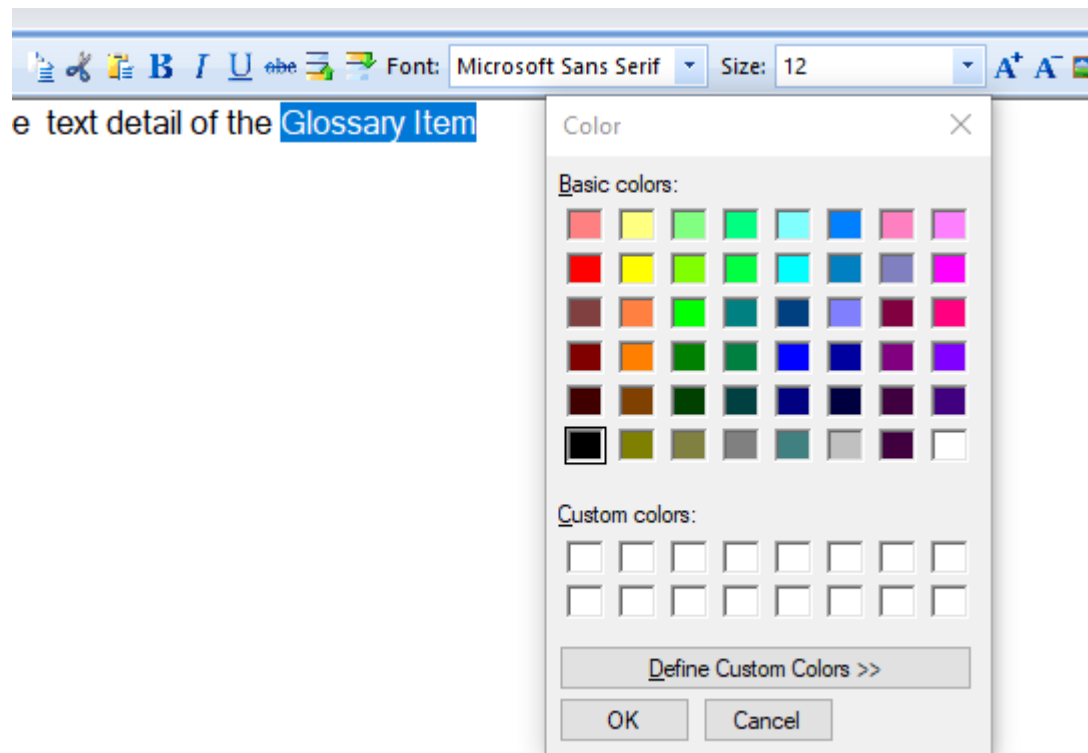 B I U abc Font: Microsoft Sans Serif Size: 12 A+ A-
e text detail of the Glossary Item
Color
Basic colors:
Custom colors:
Define Custom Colors >>
OK Cancel